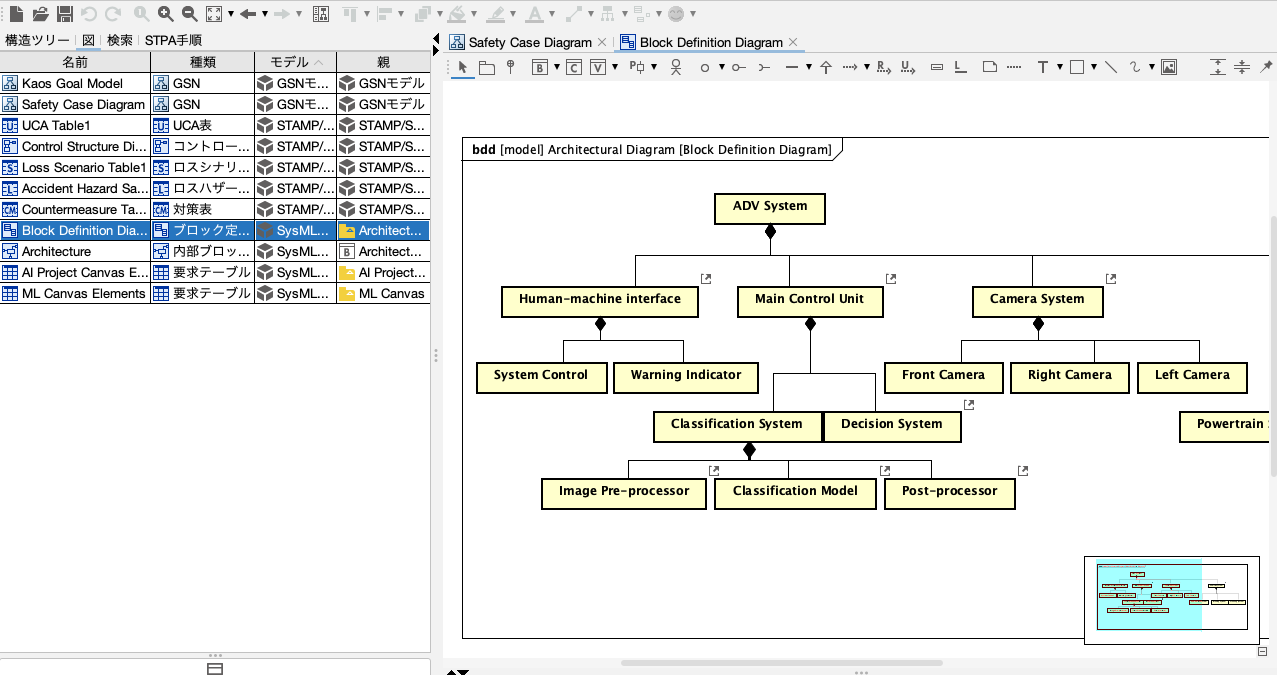 Safety Case Diagram
Block Definition Diagram
構造ツリー 図 検索 STPA手順
名前 種類 モデル 親
Kaos Goal Model GSN GSNモ... GSNモデル
Safety Case Diagram GSN GSNモ... GSNモデル
UCA Table1 UCA表 STAMP/... STAMP/S...
Control Structure Di... コントロー... STAMP/... STAMP/S...
Loss Scenario Table1 ロスシナリ... STAMP/... STAMP/S...
Accident Hazard Sa... ロスハザー... STAMP/... STAMP/S...
Countermeasure Ta... 対策表 STAMP/... STAMP/S...
Block Definition Dia... ブロック定... SysML... Architect...
Architecture 内部ブロッ... SysML... Architect...
AI Project Canvas E... 要求テーブル SysML... AI Project...
ML Canvas Elements 要求テーブル SysML... ML Canvas
B C V P R. U. L T
bdd [model] Architectural Diagram [Block Definition Diagram]
ADV System
Human-machine interface
Main Control Unit
Camera System
System Control
Warning Indicator
Front Camera
Right Camera
Left Camera
Classification System
Decision System
Powertrain
Image Pre-processor
Classification Model
Post-processor